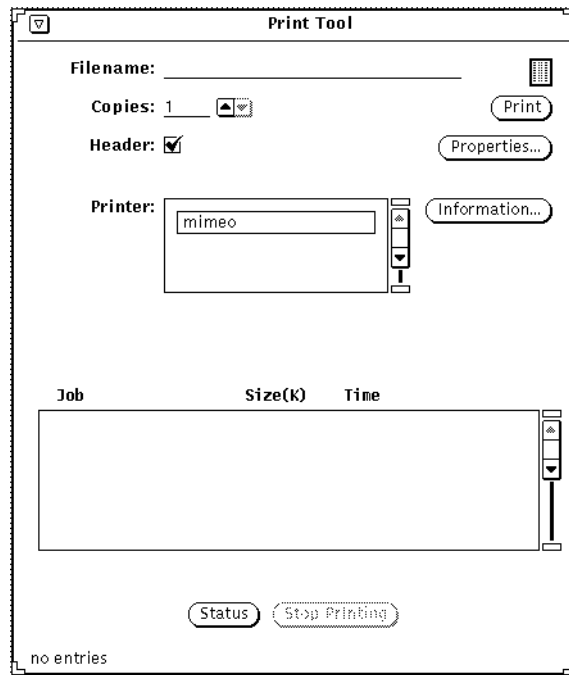 Print Tool
Filename:
Copies: 1
Print
Header:
Properties...
Printer:
mimeo
Information...
Job Size(K) Time
Status Stop Printing
no entries